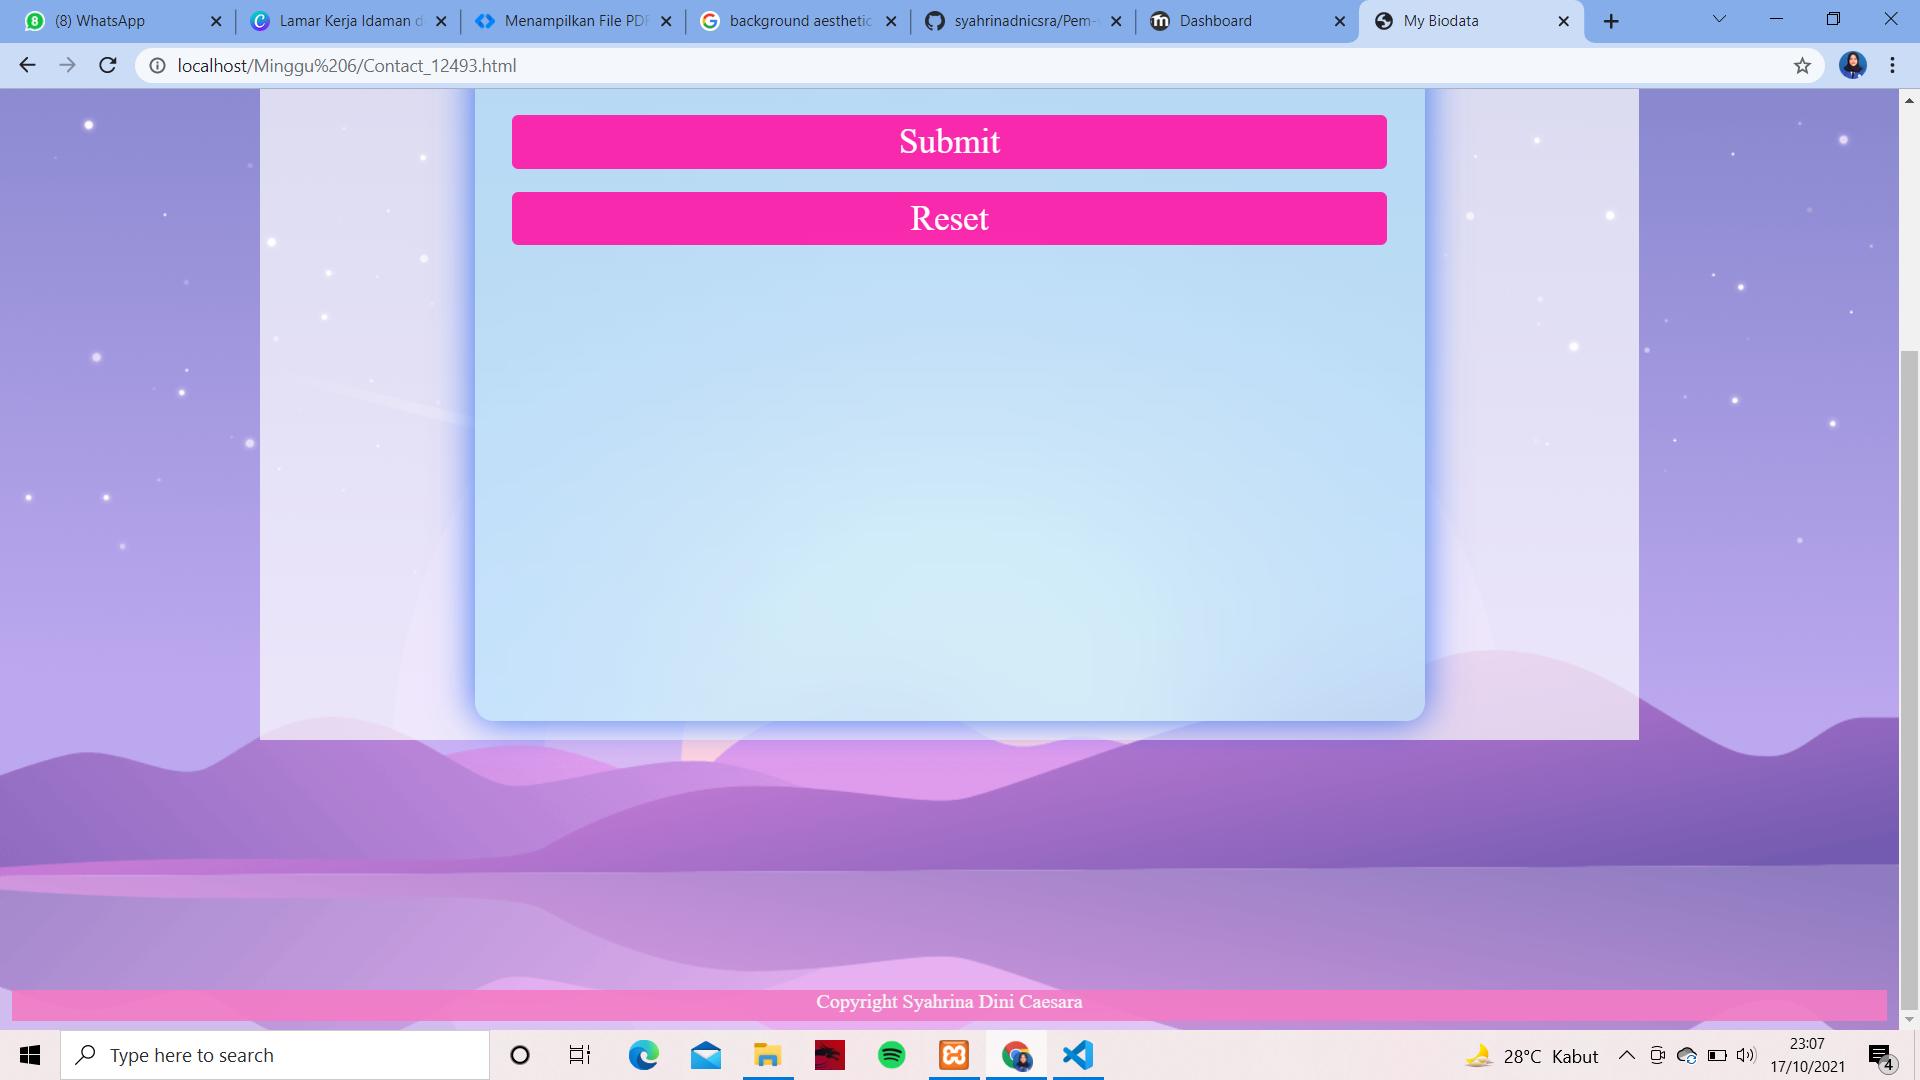 (8) WhatsApp
Lamar Kerja Idaman d
Menampilkan File PDF
background aesthetic
syahrinadnicsra/Pem-
Dashboard
My Biodata
localhost/Minggu%206/Contact_12493.html
Submit
Reset
Copyright Syahrina Dini Caesara
Type here to search
28°C Kabut
23:07
17/10/2021
4